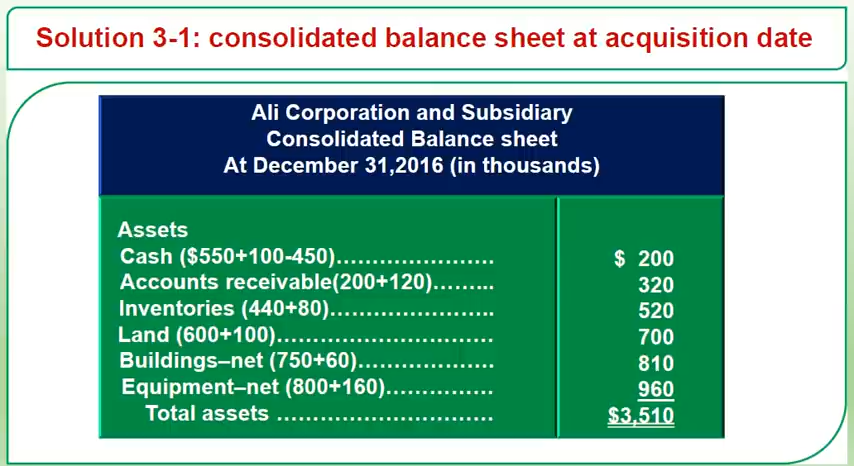 Solution 3-1: consolidated balance sheet at acquisition date
Ali Corporation and Subsidiary
Consolidated Balance sheet
At December 31,2016 (in thousands)
Assets
Cash ($550+100-450)…………………. $ 200
Accounts receivable(200+120)…….. 320
Inventories (440+80)………………….. 520
Land (600+100)………………………… 700
Buildings–net (750+60)………………. 810
Equipment–net (800+160)…………… 960
Total assets ………………………… $3,510